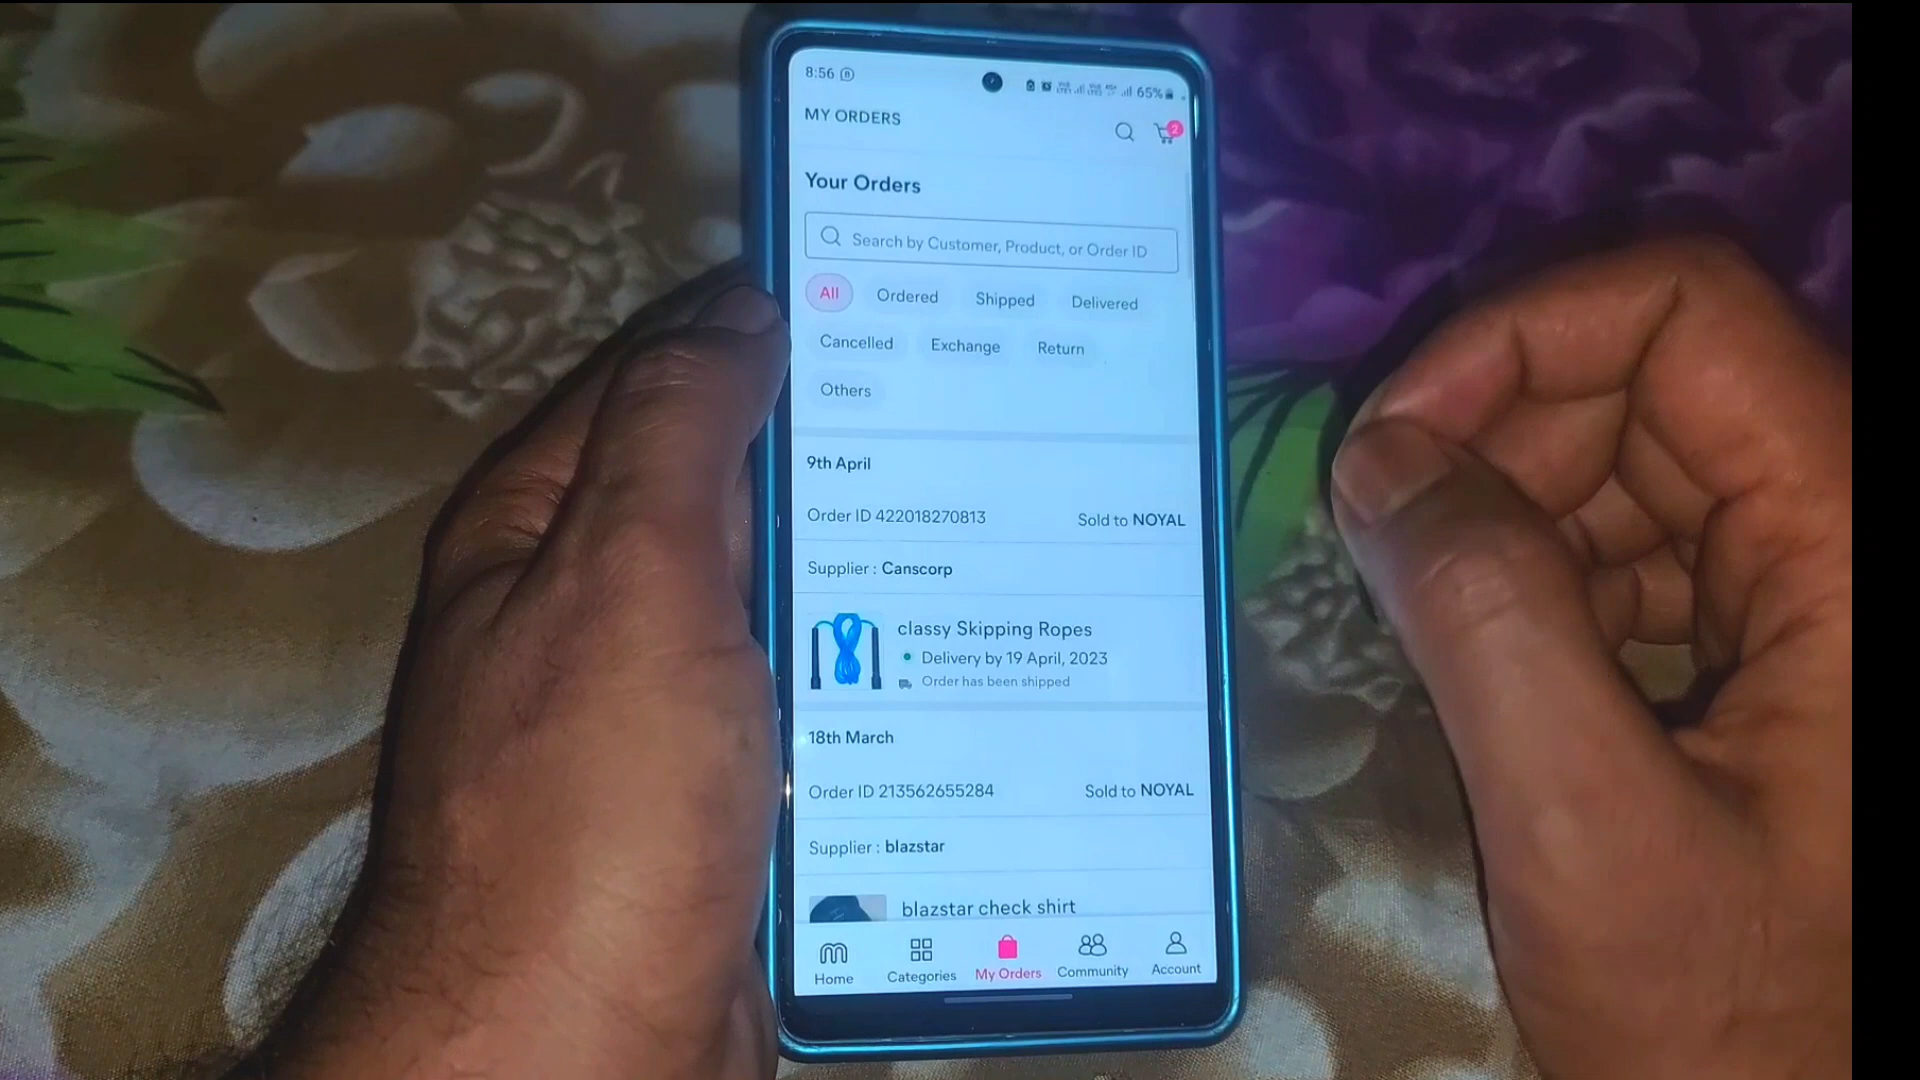 8:56
65%
MY ORDERS
2
Your Orders
Search by Customer, Product, or Order ID
All Ordered Shipped Delivered
Cancelled Exchange Return
Others
9th April
Order ID 422018270813 Sold to NOYAL
Supplier : Canscorp
classy Skipping Ropes
Delivery by 19 April, 2023
Order has been shipped
18th March
Order ID 213562655284 Sold to NOYAL
Supplier : blazstar
blazstar check shirt
Home Categories My Orders Community Account